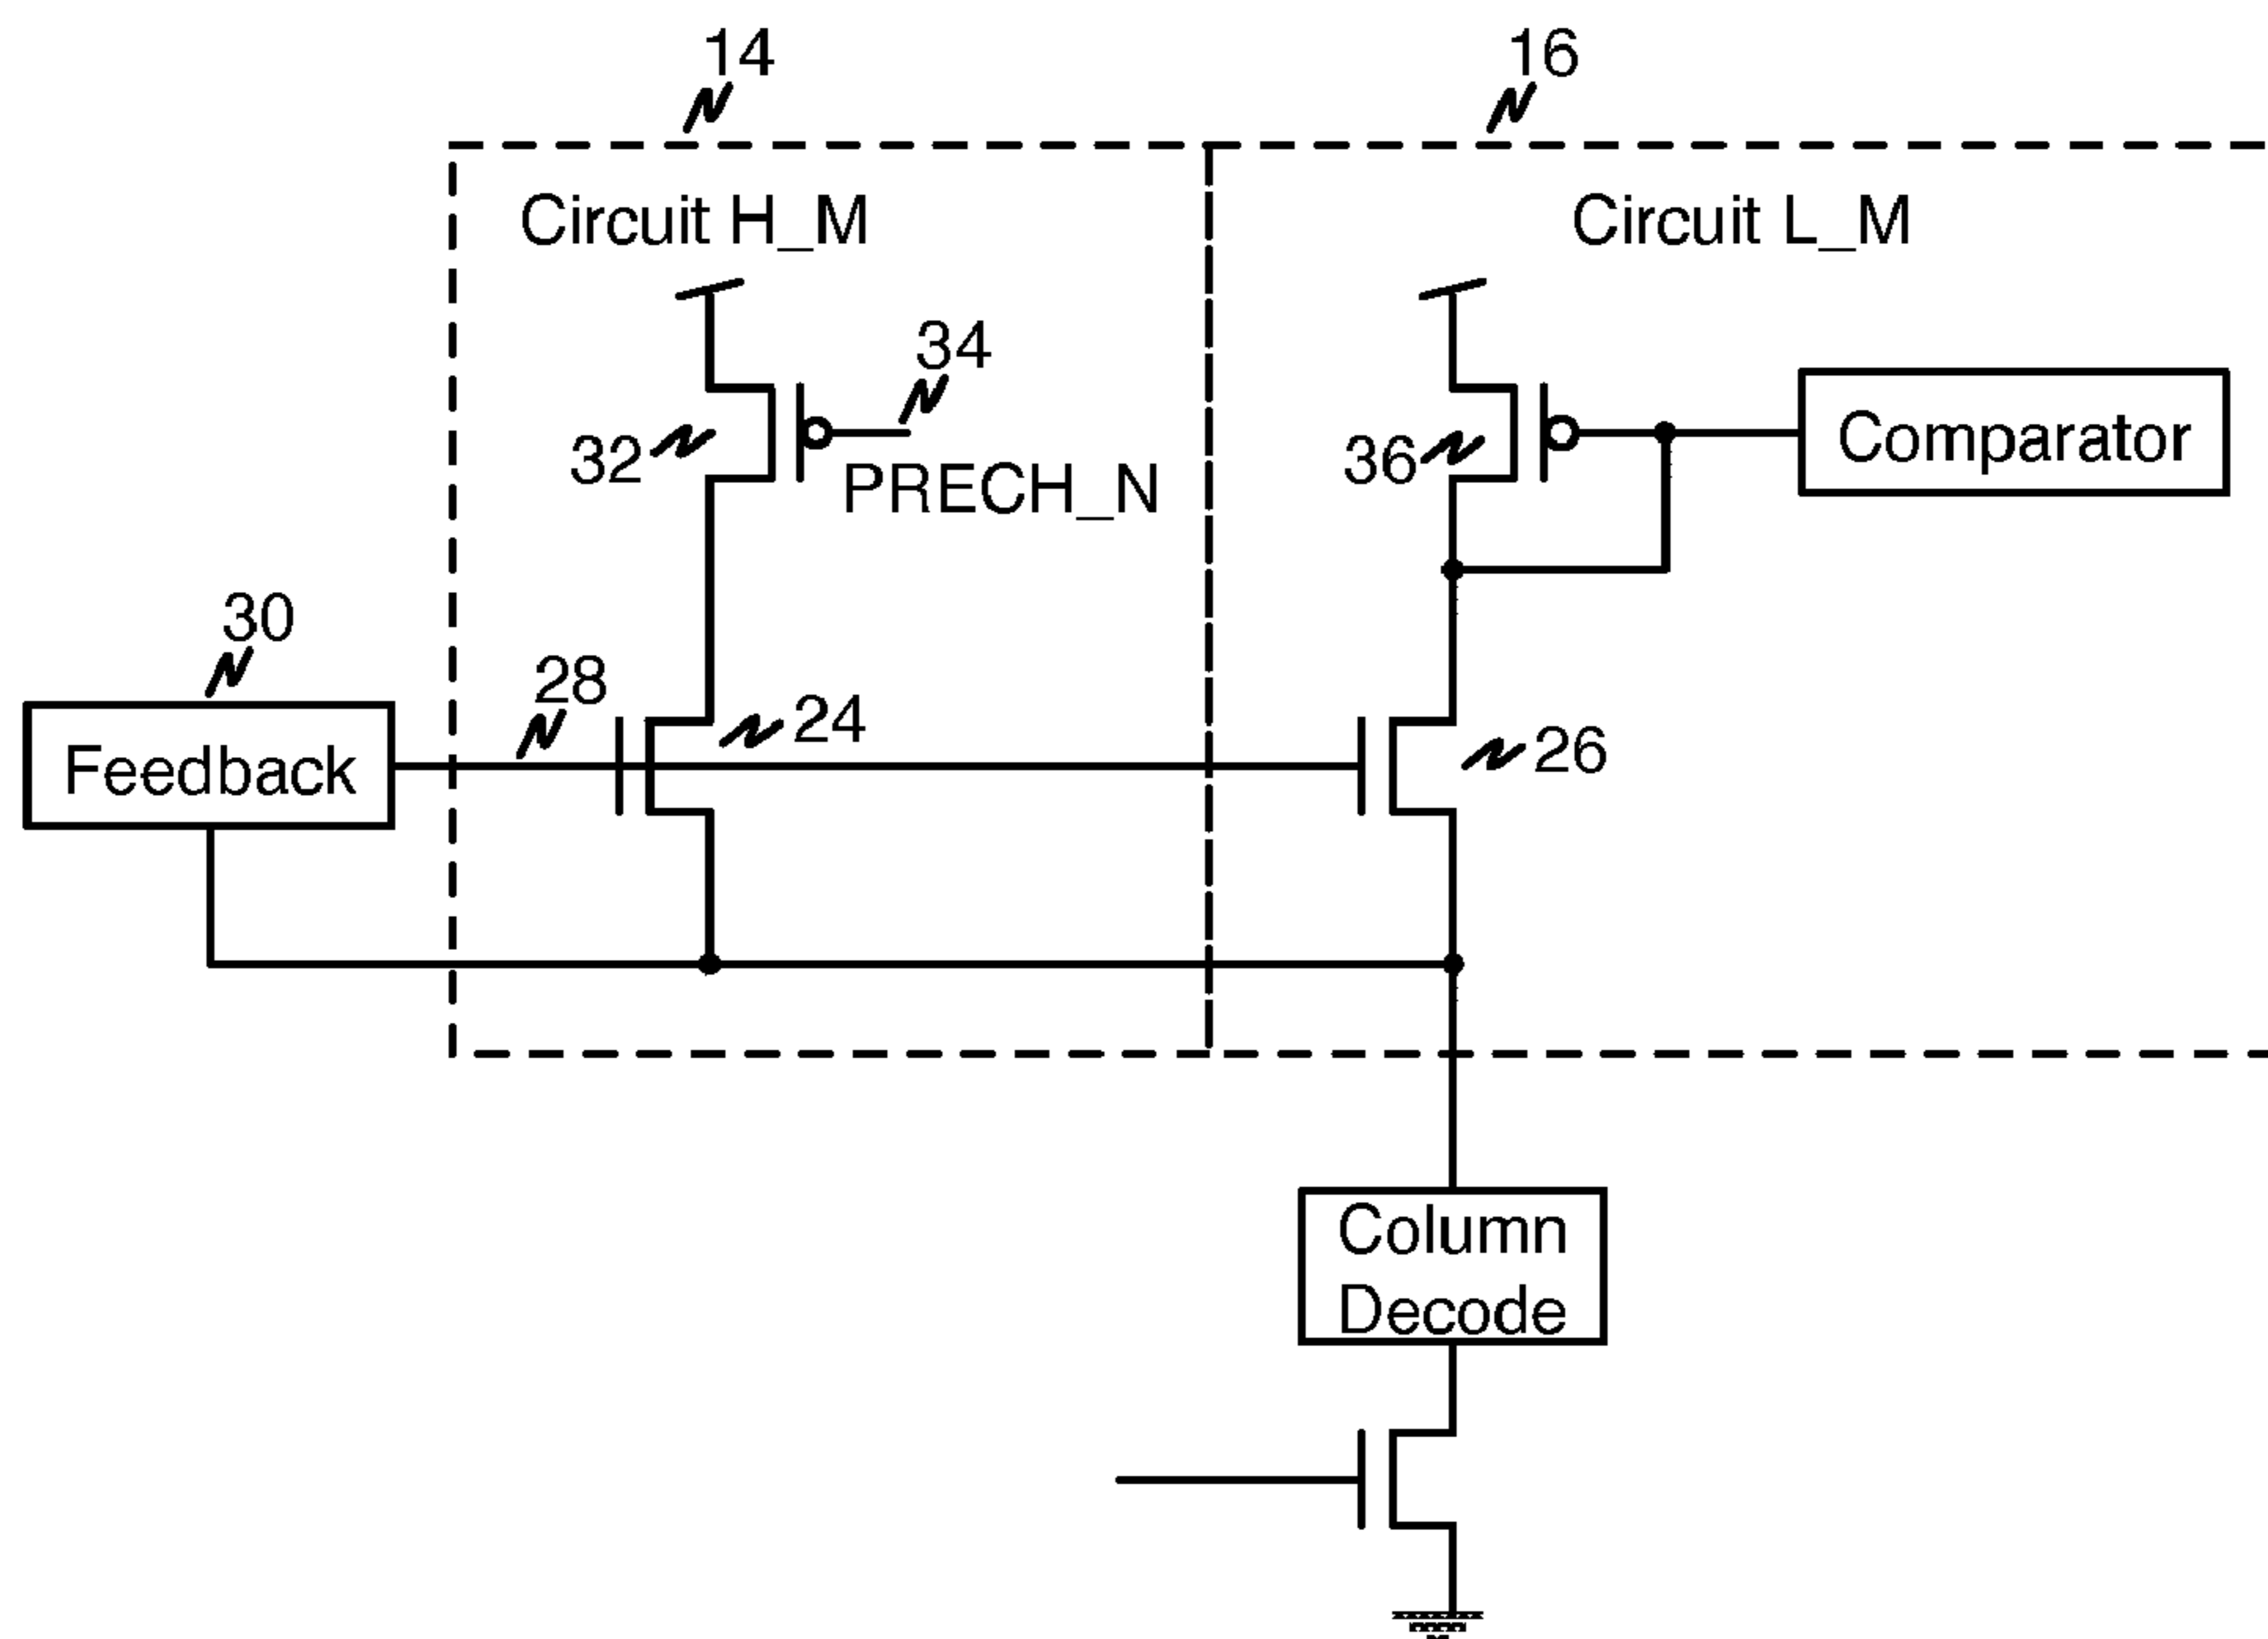 14
16
Circuit H_M
Circuit L_M
34
32
PRECH_N
36
Comparator
30
28
24
Feedback
26
Column
Decode